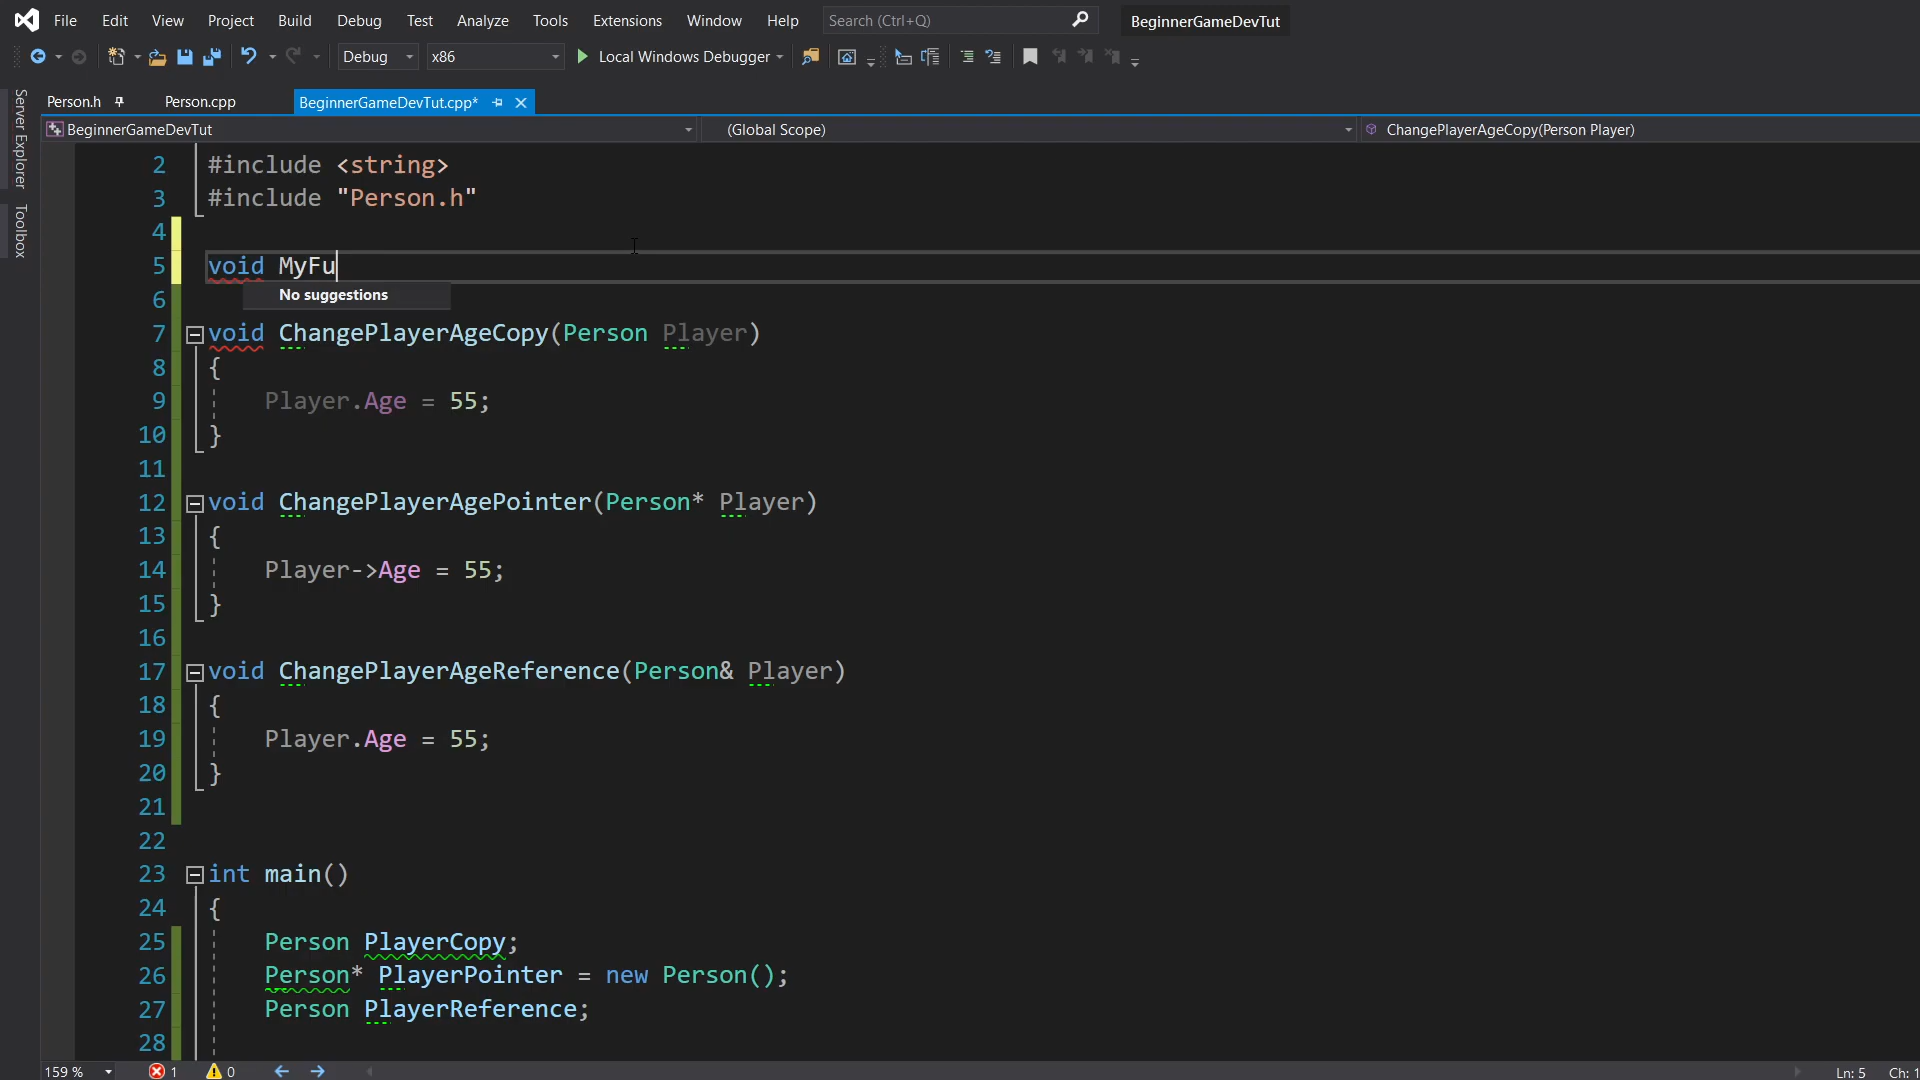 File Edit View Project Build Debug Test Analyze Tools Extensions Window Help Search (Ctrl+Q) BeginnerGameDevTut
Debug x86 Local Windows Debugger
Person.h Person.cpp BeginnerGameDevTut.cpp*
BeginnerGameDevTut (Global Scope) ChangePlayerAgeCopy(Person Player)
Server Explorer
Toolbox
2 #include <string>
3 #include "Person.h"
4
5 void MyFu
No suggestions
6
7 void ChangePlayerAgeCopy(Person Player)
8 {
9 Player.Age = 55;
10 }
11
12 void ChangePlayerAgePointer(Person* Player)
13 {
14 Player->Age = 55;
15 }
16
17 void ChangePlayerAgeReference(Person& Player)
18 {
19 Player.Age = 55;
20 }
21
22
23 int main()
24 {
25 Person PlayerCopy;
26 Person* PlayerPointer = new Person();
27 Person PlayerReference;
28
159 % 1 0 Ln: 5 Ch: 1